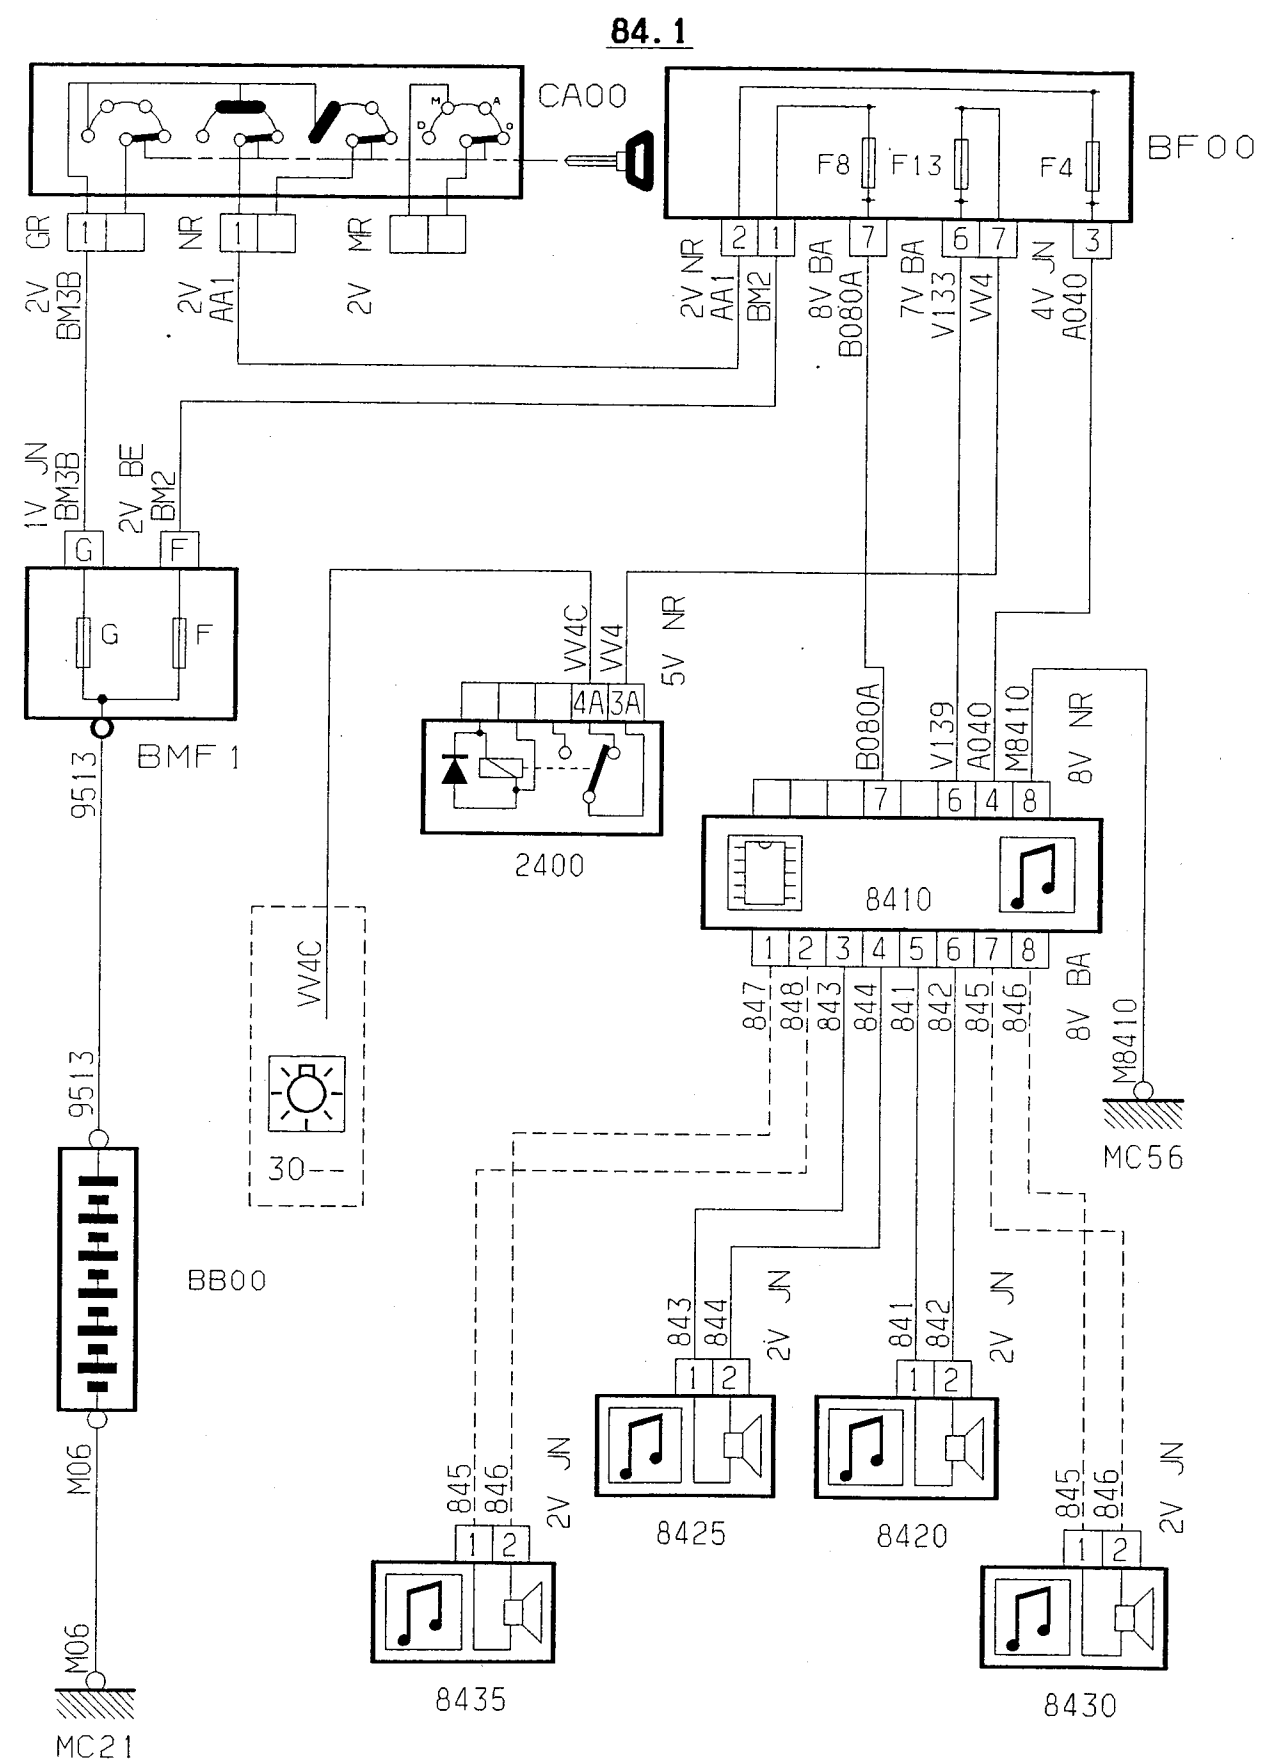 84.1
CA00
M A
D O
BF00
F8 F13 F4
GR 1
NR 1
MR
2 1 7 6 7 3
2V
BM3B
2V
AA1
2V
2V NR
AA1
BM2
8V BA
B080A
7V BA
V133
VV4
4V JN
A040
1V JN
BM3B
2V BE
BM2
G F
G F
BMF1
VV4C
VV4
5V NR
4A 3A
2400
B080A
V139
A040
M8410
8V NR
7 6 4 8
8410
1 2 3 4 5 6 7 8
847
848
843
844
841
842
845
846
8V BA
M8410
MC56
9513
9513
VV4C
30--
BB00
M06
M06
MC21
843
844
2V JN
1 2
8425
841
842
2V JN
1 2
8420
845
846
2V JN
1 2
8435
845
846
2V JN
1 2
8430